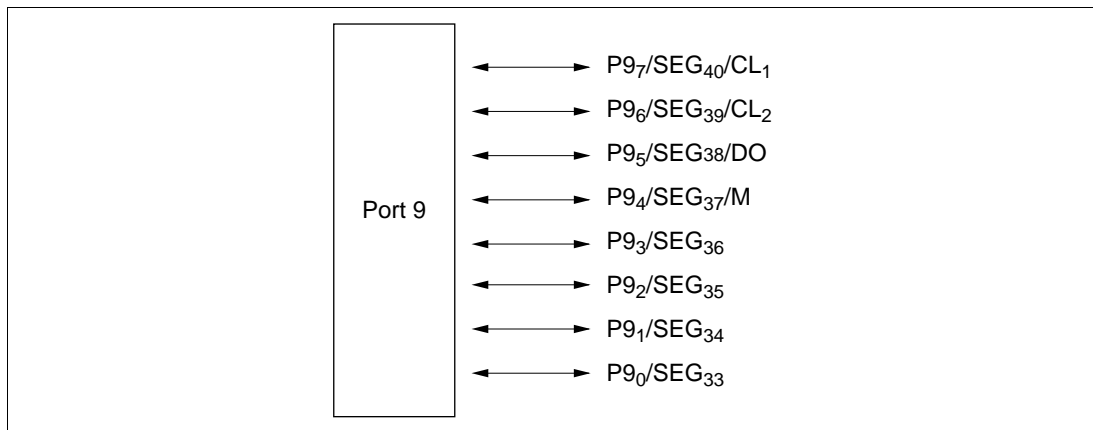 P9₇/SEG₄₀/CL₁
P9₆/SEG₃₉/CL₂
P9₅/SEG38/DO
P9₄/SEG₃₇/M
Port 9
P9₃/SEG₃₆
P9₂/SEG₃₅
P9₁/SEG₃₄
P9₀/SEG₃₃